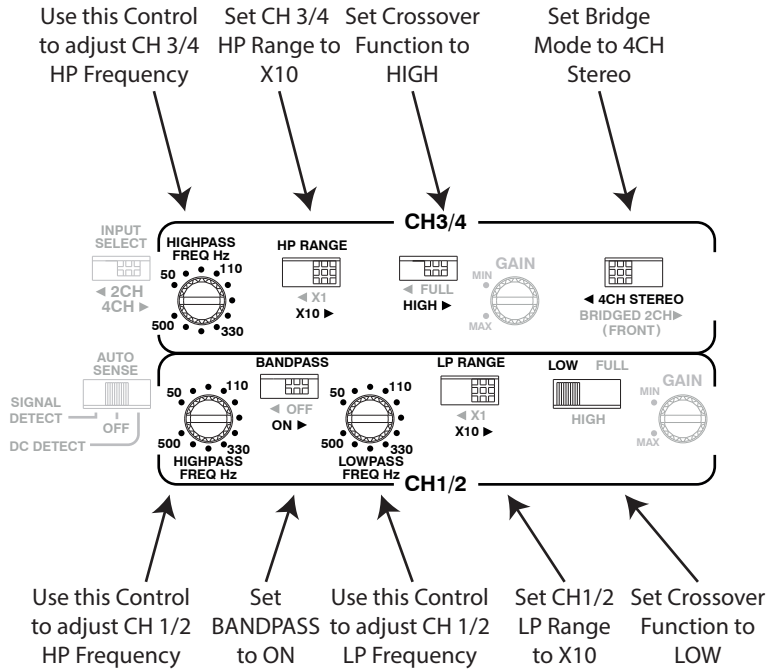 Use this Control
to adjust CH 3/4
HP Frequency
Set CH 3/4
HP Range to
X10
Set Crossover
Function to
HIGH
Set Bridge
Mode to 4CH
Stereo
CH3/4
INPUT
SELECT
◄ 2CH
4CH ►
HIGHPASS
FREQ Hz
50
110
500
330
HP RANGE
◄ X1
X10 ►
◄ FULL
HIGH ►
GAIN
MIN
MAX
◄ 4CH STEREO
BRIDGED 2CH►
(FRONT)
AUTO
SENSE
SIGNAL
DETECT
OFF
DC DETECT
50
110
500
330
HIGHPASS
FREQ Hz
BANDPASS
◄ OFF
ON ►
50
110
500
330
LOWPASS
FREQ Hz
LP RANGE
◄ X1
X10 ►
LOW FULL
HIGH
GAIN
MIN
MAX
CH1/2
Use this Control
to adjust CH 1/2
HP Frequency
Set
BANDPASS
to ON
Use this Control
to adjust CH 1/2
LP Frequency
Set CH1/2
LP Range
to X10
Set Crossover
Function to
LOW